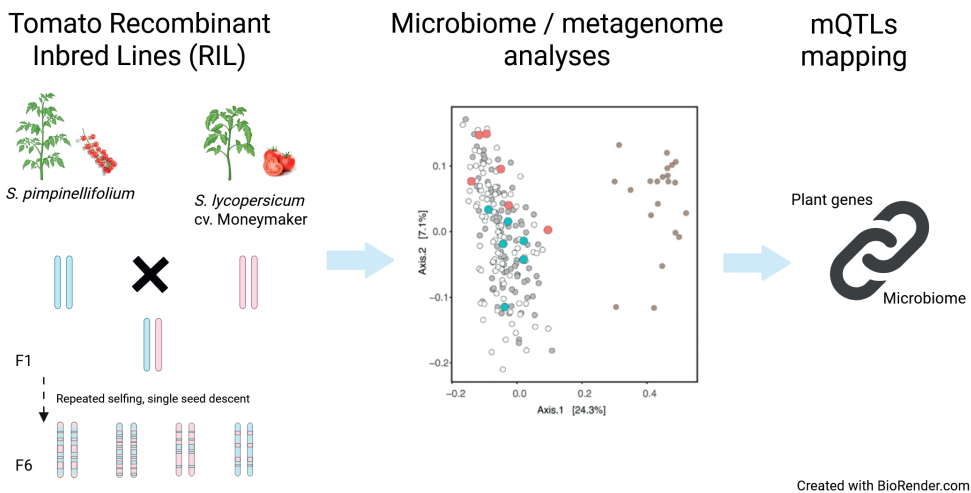 Tomato Recombinant
Inbred Lines (RIL)
Microbiome / metagenome
analyses
mQTLs
mapping
S. pimpinellifolium
S. lycopersicum
cv. Moneymaker
F1
Repeated selfing, single seed descent
F6
Axis.2 [7.1%]
0.1
0.0
−0.1
−0.2
−0.2
0.0
0.2
0.4
Axis.1 [24.3%]
Plant genes
Microbiome
Created with BioRender.com